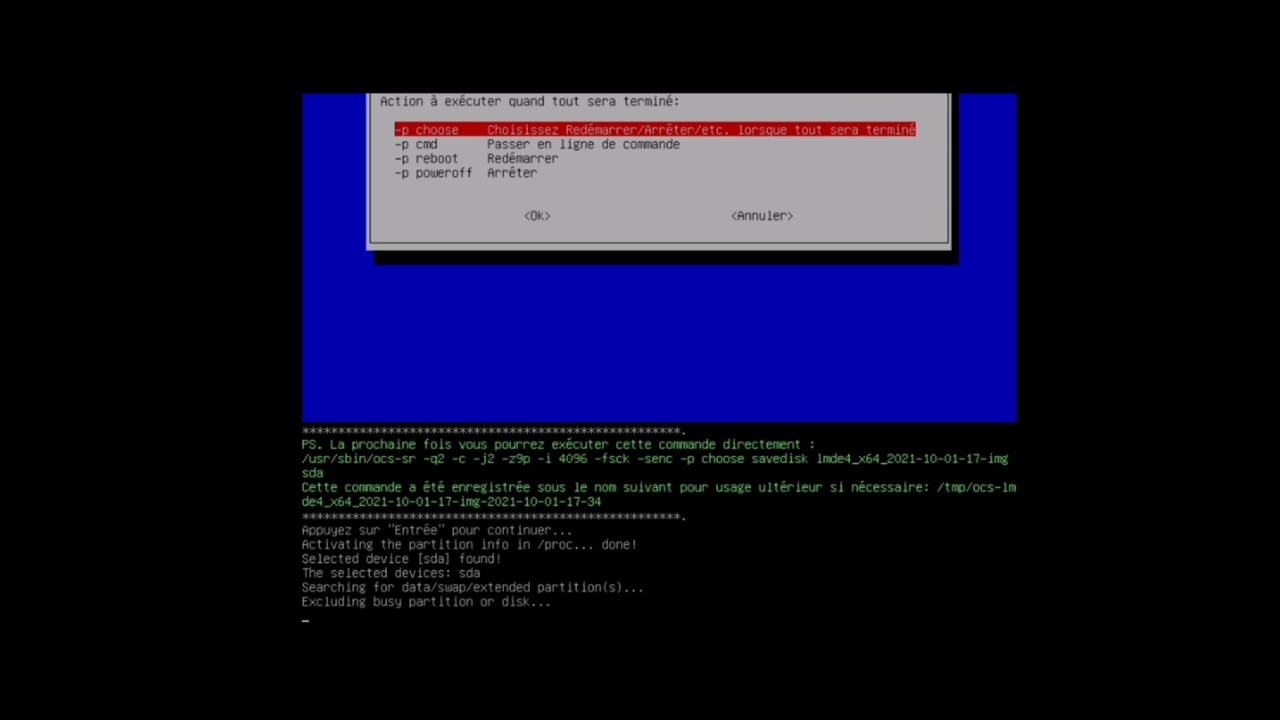 Action à exécuter quand tout sera terminé:
-p choose Choisissez Redémarrer/Arrêter/etc. lorsque tout sera terminé
-p cmd Passer en ligne de commande
-p reboot Redémarrer
-p poweroff Arrêter
<Ok> <Annuler>
*****************************************************.
PS. La prochaine fois vous pourrez exécuter cette commande directement :
/usr/sbin/ocs-sr -q2 -c -j2 -z9p -i 4096 -fsck -senc -p choose savedisk lmde4_x64_2021-10-01-17-img
sda
Cette commande a été enregistrée sous le nom suivant pour usage ultérieur si nécessaire: /tmp/ocs-lm
de4_x64_2021-10-01-17-img-2021-10-01-17-34
*****************************************************.
Appuyez sur "Entrée" pour continuer...
Activating the partition info in /proc... done!
Selected device [sda] found!
The selected devices: sda
Searching for data/swap/extended partition(s)...
Excluding busy partition or disk...